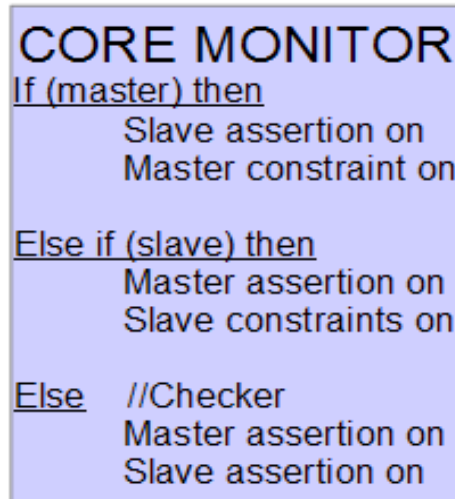 CORE MONITOR
If (master) then
Slave assertion on
Master constraint on
Else if (slave) then
Master assertion on
Slave constraints on
Else //Checker
Master assertion on
Slave assertion on